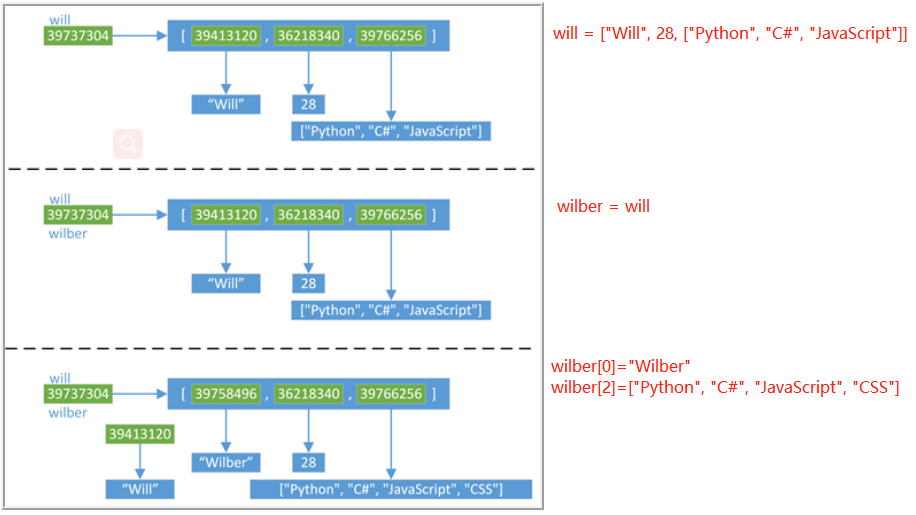 will
39737304
[ 39413120 , 36218340 , 39766256 ]
will = ["Will", 28, ["Python", "C#", "JavaScript"]]
“Will”
28
["Python", "C#", "JavaScript"]
will
39737304
[ 39413120 , 36218340 , 39766256 ]
wilber = will
wilber
“Will”
28
["Python", "C#", "JavaScript"]
will
39737304
[ 39758496 , 36218340 , 39766256 ]
wilber[0]="Wilber"
wilber[2]=["Python", "C#", "JavaScript", "CSS"]
wilber
39413120
“Wilber”
28
“Will”
["Python", "C#", "JavaScript", "CSS"]